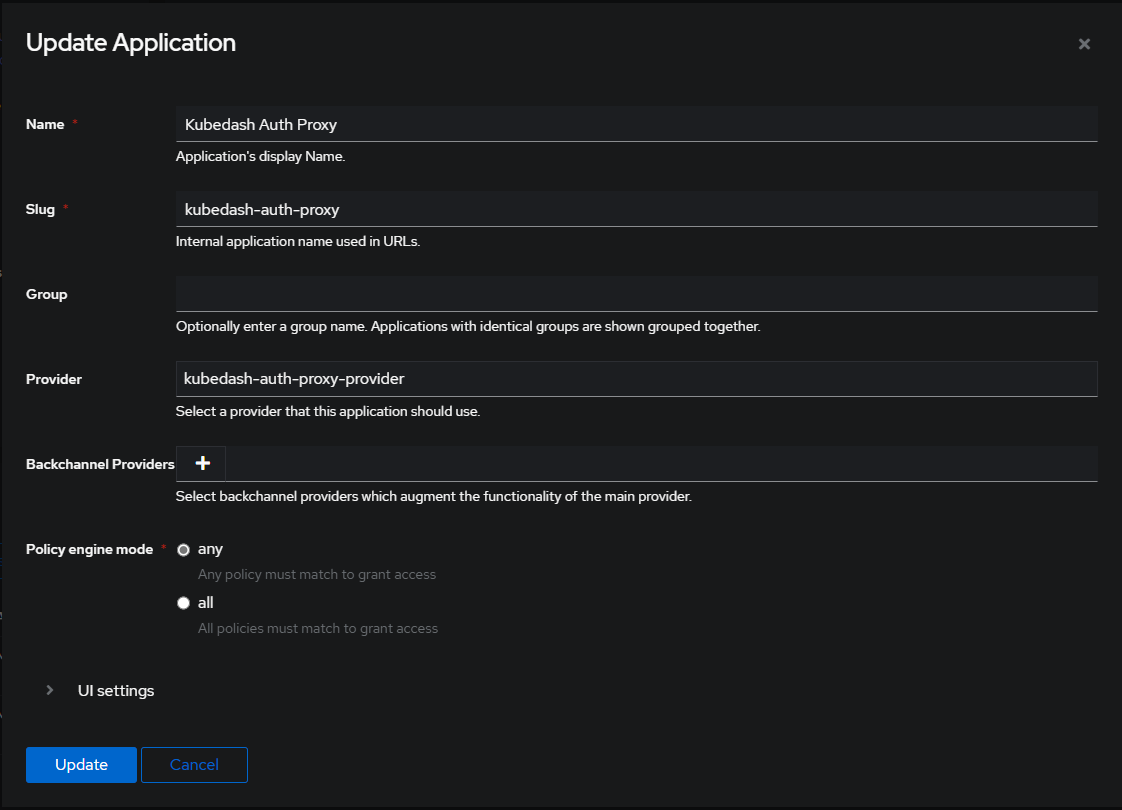 Update Application
Name *
Kubedash Auth Proxy
Application's display Name.
Slug *
kubedash-auth-proxy
Internal application name used in URLs.
Group
Optionally enter a group name. Applications with identical groups are shown grouped together.
Provider
kubedash-auth-proxy-provider
Select a provider that this application should use.
Backchannel Providers
Select backchannel providers which augment the functionality of the main provider.
Policy engine mode *
any
Any policy must match to grant access
all
All policies must match to grant access
UI settings
Update
Cancel